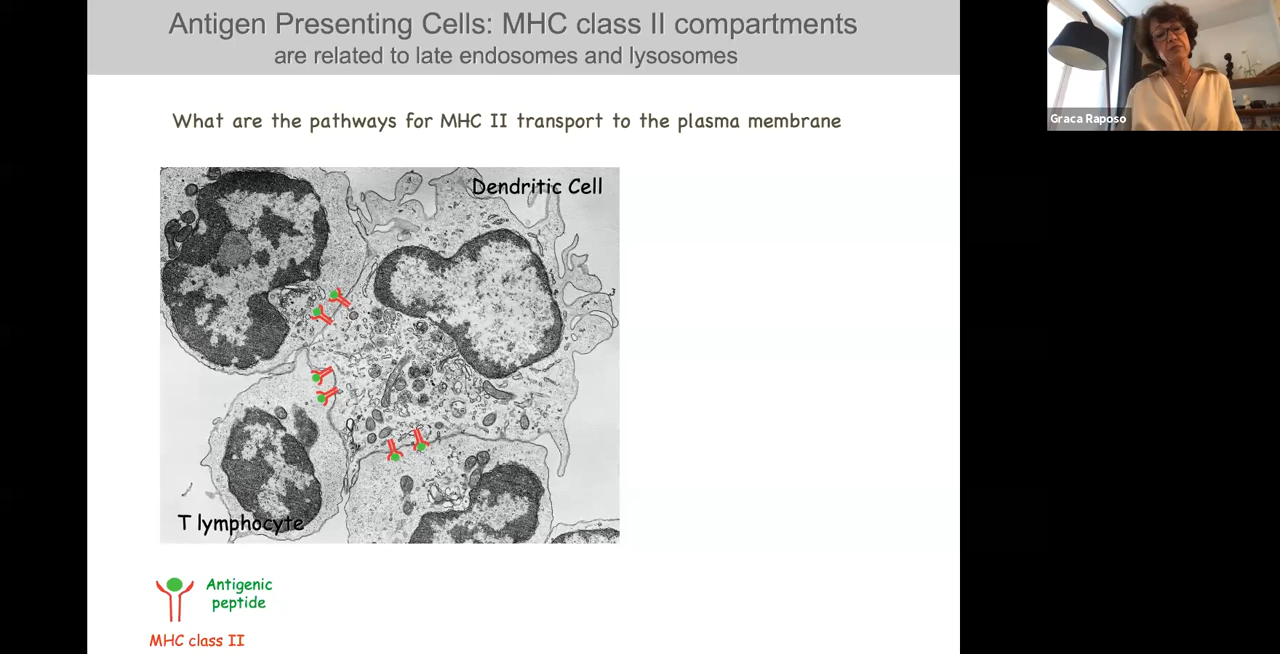 Antigen Presenting Cells: MHC class II compartments
are related to late endosomes and lysosomes
Graca Raposo
What are the pathways for MHC II transport to the plasma membrane
Dendritic Cell
3
T lymphocyte
Antigenic
peptide
MHC class II